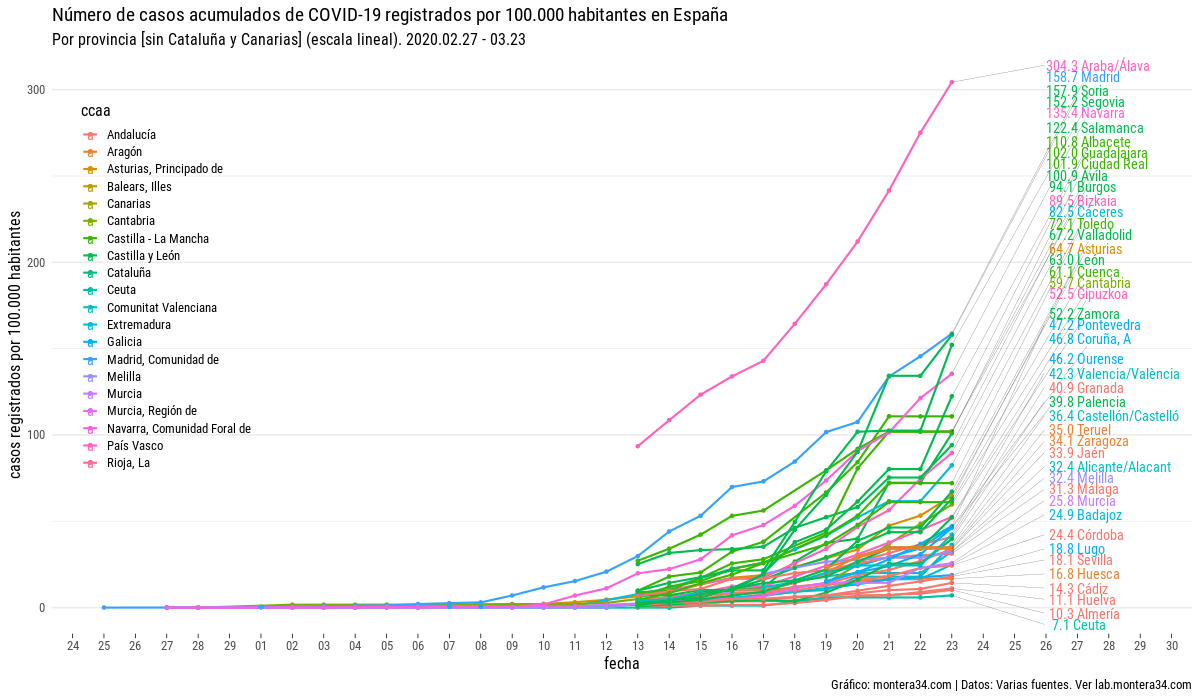 Número de casos acumulados de COVID-19 registrados por 100.000 habitantes en España
Por provincia [sin Cataluña y Canarias] (escala lineal). 2020.02.27 - 03.23
casos registrados por 100.000 habitantes
300
200
100
0
ccaa
Andalucía
Aragón
Asturias, Principado de
Balears, Illes
Canarias
Cantabria
Castilla - La Mancha
Castilla y León
Cataluña
Ceuta
Comunitat Valenciana
Extremadura
Galicia
Madrid, Comunidad de
Melilla
Murcia
Murcia, Región de
Navarra, Comunidad Foral de
País Vasco
Rioja, La
304.3 Araba/Álava
158.7 Madrid
157.9 Soria
152.2 Segovia
135.4 Navarra
122.4 Salamanca
110.8 Albacete
102.0 Guadalajara
101.9 Ciudad Real
100.9 Ávila
94.1 Burgos
89.5 Bizkaia
82.5 Cáceres
72.1 Toledo
67.2 Valladolid
64.7 Asturias
63.0 León
61.1 Cuenca
59.7 Cantabria
52.5 Gipuzkoa
52.2 Zamora
47.2 Pontevedra
46.8 Coruña, A
46.2 Ourense
42.3 Valencia/València
40.9 Granada
39.8 Palencia
36.4 Castellón/Castelló
35.0 Teruel
34.1 Zaragoza
33.9 Jaén
32.4 Alicante/Alacant
32.4 Melilla
31.3 Málaga
25.8 Murcia
24.9 Badajoz
24.4 Córdoba
18.8 Lugo
18.1 Sevilla
16.8 Huesca
14.3 Cádiz
11.1 Huelva
10.3 Almería
7.1 Ceuta
24 25 26 27 28 29 01 02 03 04 05 06 07 08 09 10 11 12 13 14 15 16 17 18 19 20 21 22 23 24 25 26 27 28 29 30
fecha
Gráfico: montera34.com | Datos: Varias fuentes. Ver lab.montera34.com